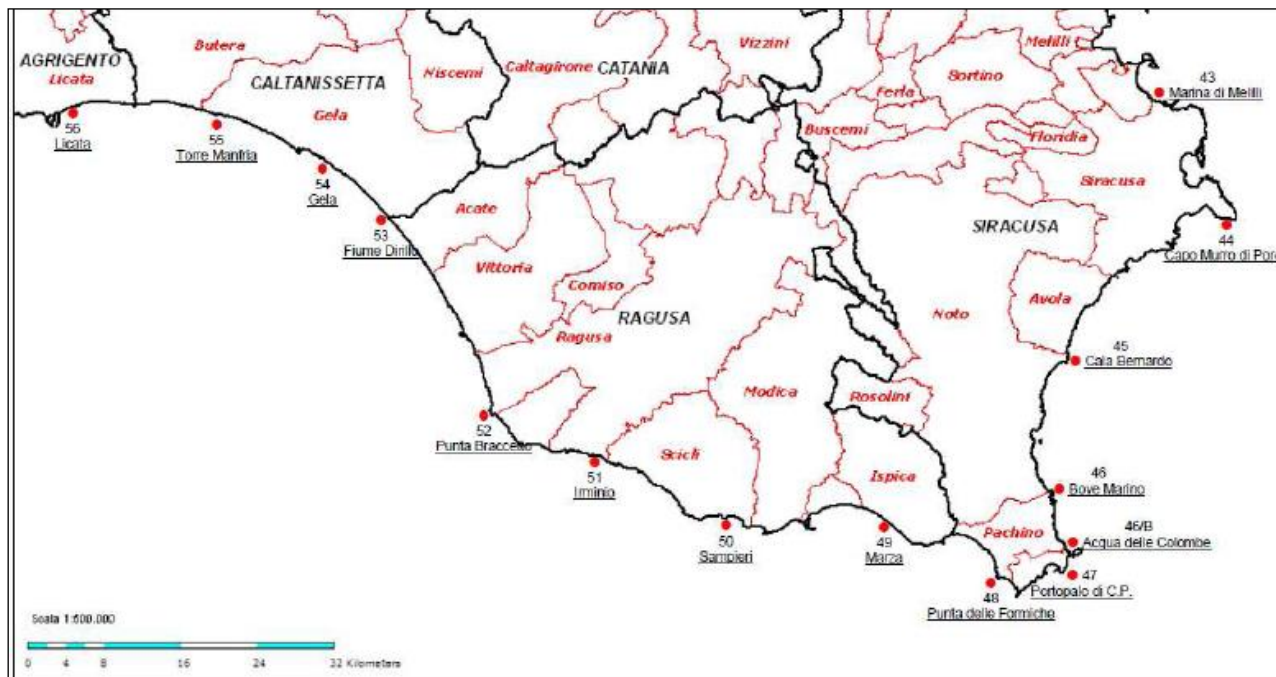 AGRIGENTO
Licata
56
Licata
Butera
CALTANISSETTA
Gela
Niscemi
55
Torre Manfria
54
Gela
53
Fiume Dirillo
Caltagirone
CATANIA
Vizzini
Buscemi
Ferla
Sortino
Melilli
Floridia
43
Marina di Melilli
Siracusa
SIRACUSA
44
Capo Murro di Porc
Acate
Vittoria
Comiso
RAGUSA
Ragusa
Noto
Avola
45
Cala Bernardo
Modica
Rosolini
52
Punta Braccetto
51
Irminio
Scicli
Ispica
46
Bove Marino
50
Sampieri
49
Marza
Pachino
46/B
Acqua delle Colombe
47
Portopalo di C.P.
48
Punta delle Formiche
Scala 1:600.000
0 4 8 16 24 32 Kilometers